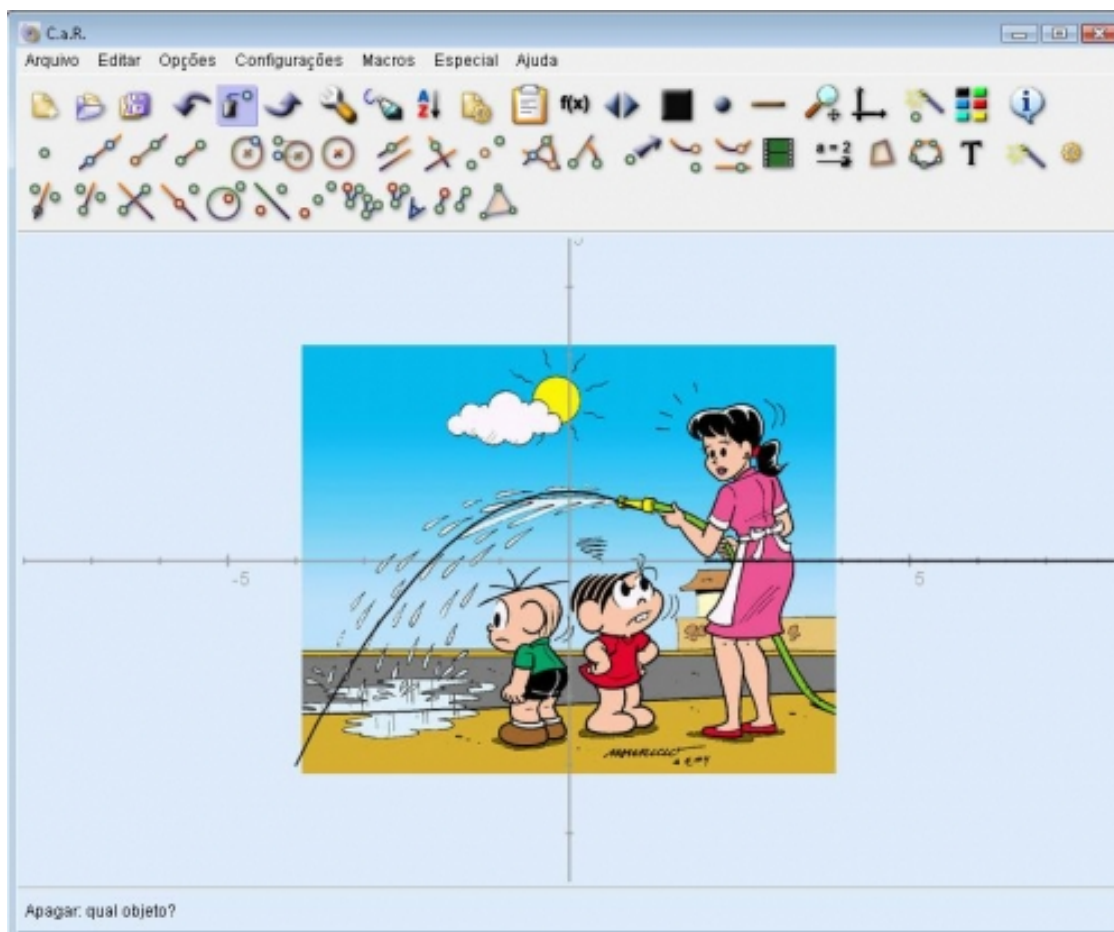 C.a.R.
Arquivo Editar Opções Configurações Macros Especial Ajuda
f(x)
A
Z
a = 2
T
-5
5
Apagar: qual objeto?